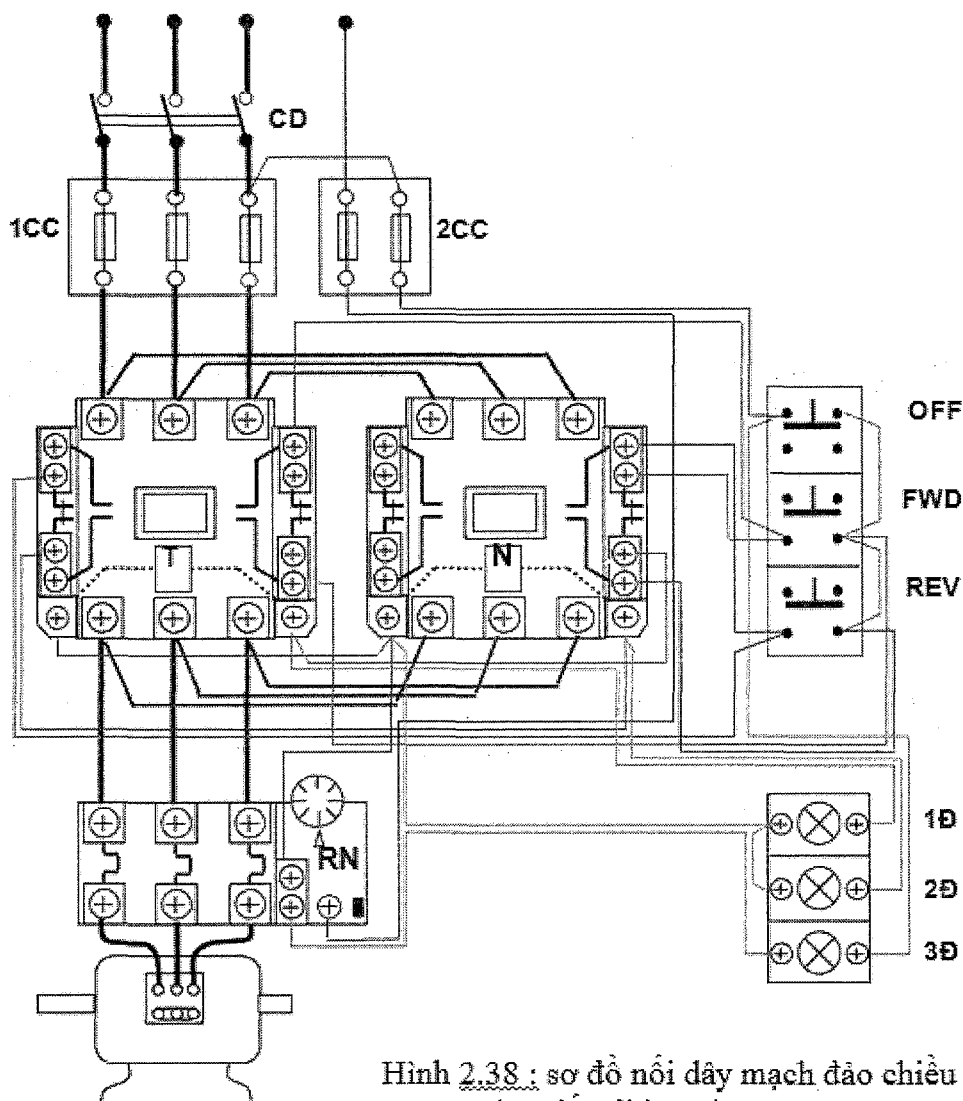 CD
1CC
2CC
OFF
FWD
T
N
REV
RN
1Đ
2Đ
3Đ
Hình 2.38 : sơ đồ nối dây mạch đảo chiều